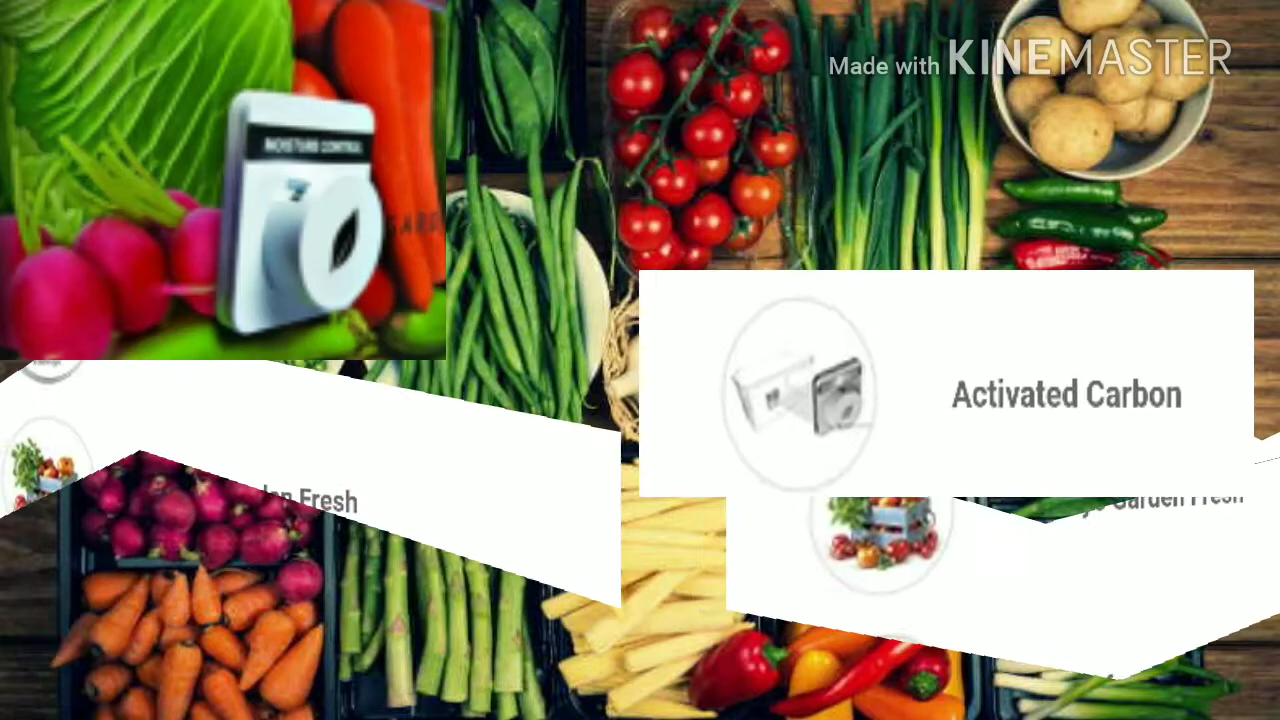 Made with KINEMASTER
MOISTURE CONTROL
Activated Carbon
Fresh
Garden Fresh